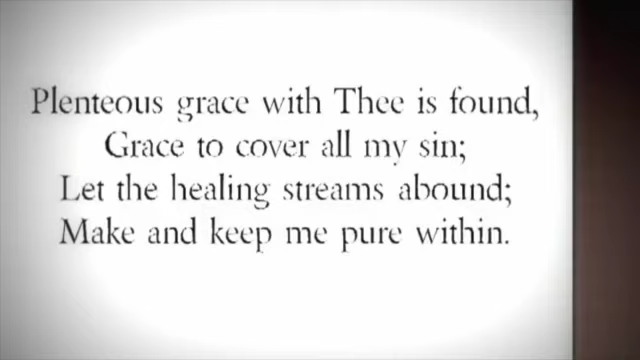 Plenteous grace with Thee is found,
Grace to cover all my sin;
Let the healing streams abound;
Make and keep me pure within.